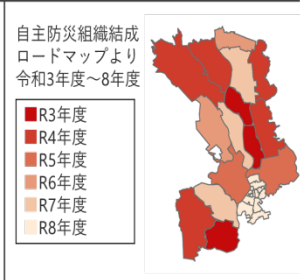 自主防災組織結成
ロードマップより
令和3年度～8年度
R3年度
R4年度
R5年度
R6年度
R7年度
R8年度